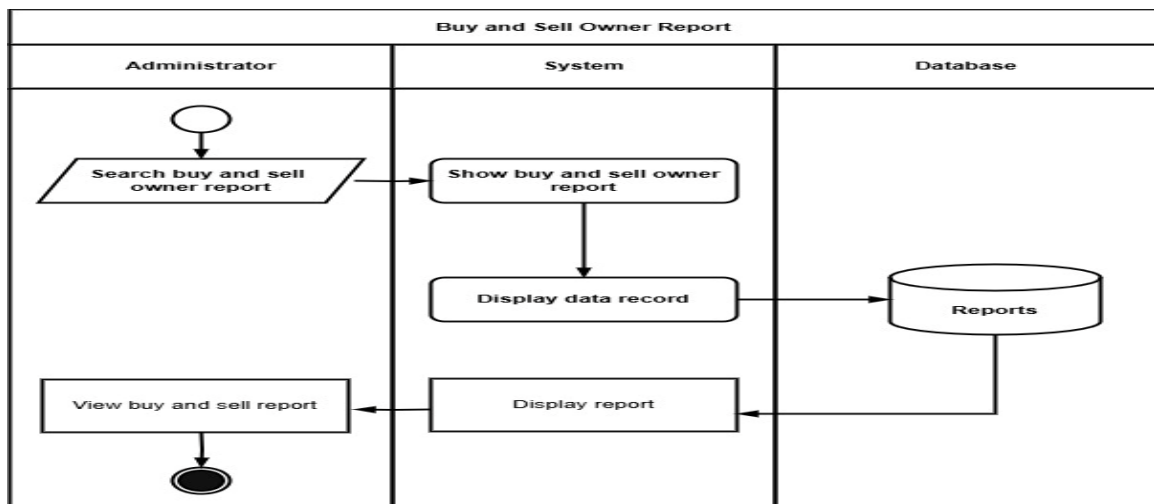 Buy and Sell Owner Report
Administrator
System
Database
Search buy and sell
owner report
Show buy and sell owner
report
Display data record
Reports
View buy and sell report
Display report